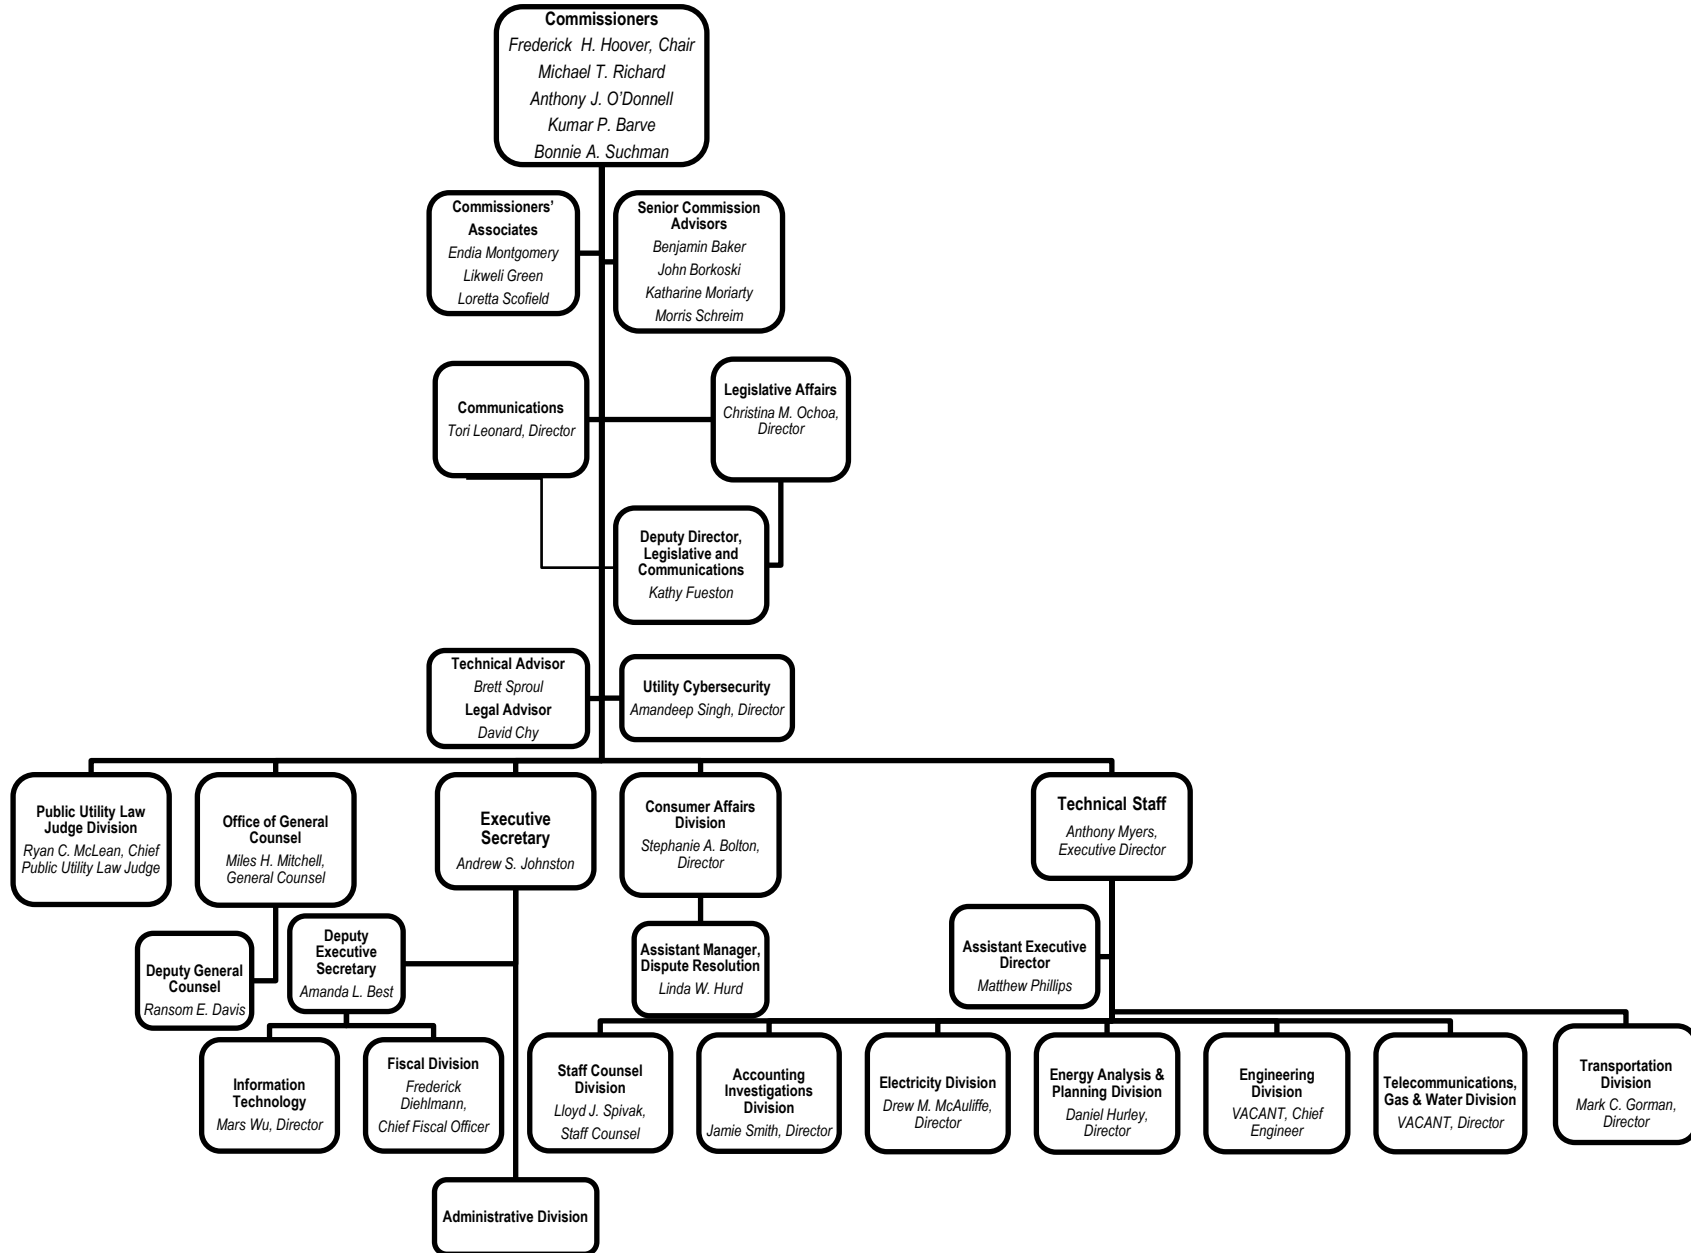 Commissioners
Frederick H. Hoover, Chair
Michael T. Richard
Anthony J. O'Donnell
Kumar P. Barve
Bonnie A. Suchman
Commissioners'
Associates
Endia Montgomery
Likweli Green
Loretta Scofield
Senior Commission
Advisors
Benjamin Baker
John Borkoski
Katharine Moriarty
Morris Schreim
Communications
Tori Leonard, Director
Legislative Affairs
Christina M. Ochoa,
Director
Deputy Director,
Legislative and
Communications
Kathy Fueston
Technical Advisor
Brett Sproul
Legal Advisor
David Chy
Utility Cybersecurity
Amandeep Singh, Director
Public Utility Law
Judge Division
Ryan C. McLean, Chief
Public Utility Law Judge
Office of General
Counsel
Miles H. Mitchell,
General Counsel
Executive
Secretary
Andrew S. Johnston
Consumer Affairs
Division
Stephanie A. Bolton,
Director
Technical Staff
Anthony Myers,
Executive Director
Deputy General
Counsel
Ransom E. Davis
Deputy
Executive
Secretary
Amanda L. Best
Assistant Manager,
Dispute Resolution
Linda W. Hurd
Assistant Executive
Director
Matthew Phillips
Information
Technology
Mars Wu, Director
Fiscal Division
Frederick
Diehlmann,
Chief Fiscal Officer
Staff Counsel
Division
Lloyd J. Spivak,
Staff Counsel
Accounting
Investigations
Division
Jamie Smith, Director
Electricity Division
Drew M. McAuliffe,
Director
Energy Analysis &
Planning Division
Daniel Hurley,
Director
Engineering
Division
VACANT, Chief
Engineer
Telecommunications,
Gas & Water Division
VACANT, Director
Transportation
Division
Mark C. Gorman,
Director
Administrative Division